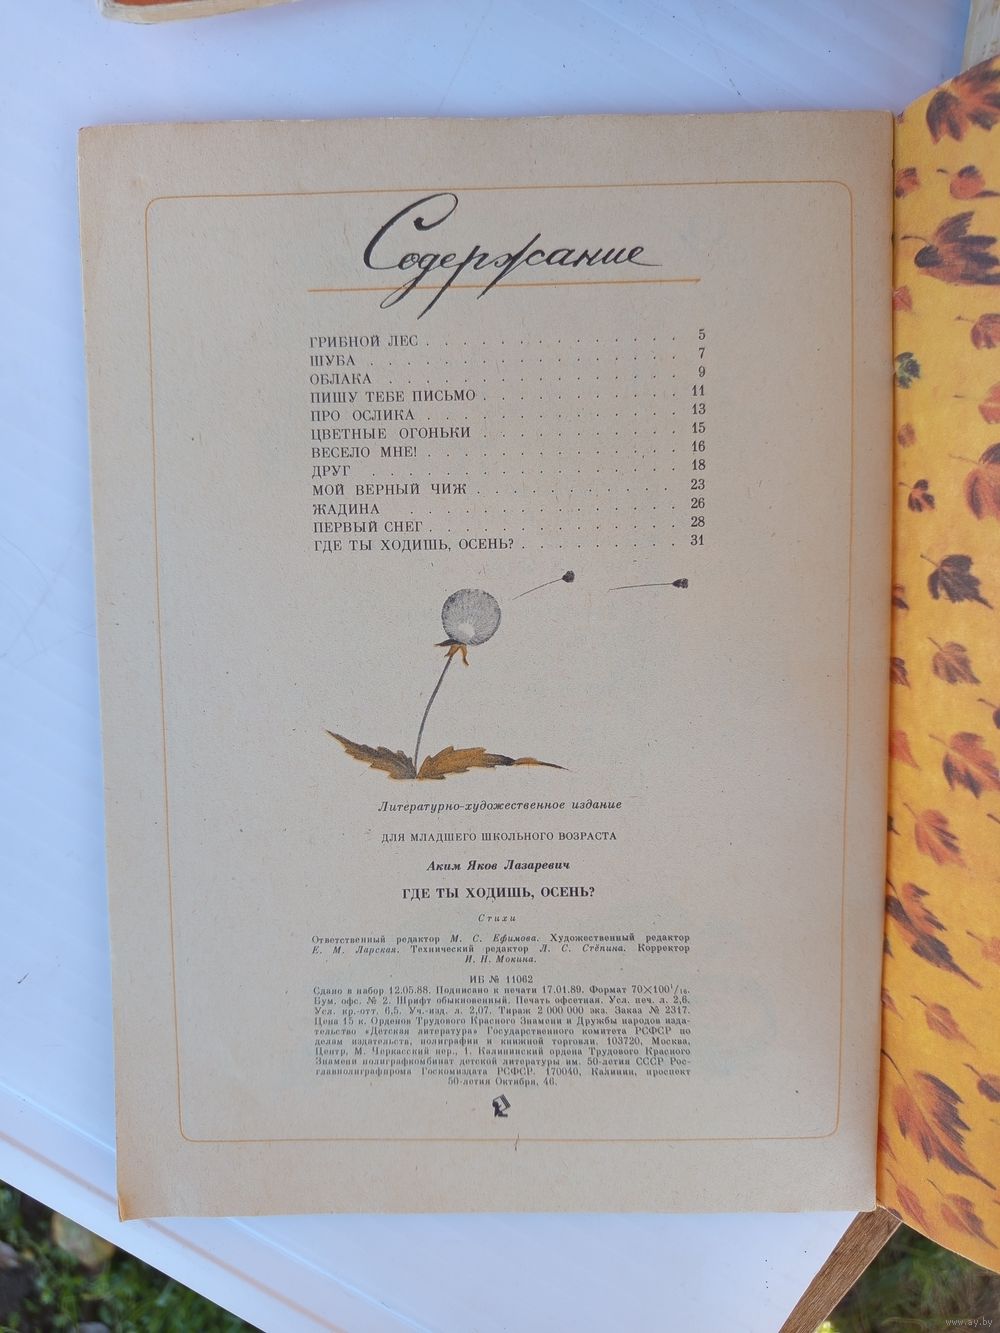 Содержание
ГРИБНОЙ ЛЕС . . . . . . . . . . . . . . 5
ШУБА . . . . . . . . . . . . . . . . . 7
ОБЛАКА . . . . . . . . . . . . . . . . 9
ПИШУ ТЕБЕ ПИСЬМО . . . . . . . . . . . 11
ПРО ОСЛИКА . . . . . . . . . . . . . . 13
ЦВЕТНЫЕ ОГОНЬКИ . . . . . . . . . . . 15
ВЕСЕЛО МНЕ! . . . . . . . . . . . . . . 16
ДРУГ . . . . . . . . . . . . . . . . . 18
МОЙ ВЕРНЫЙ ЧИЖ . . . . . . . . . . . 23
ЖАДИНА . . . . . . . . . . . . . . . 26
ПЕРВЫЙ СНЕГ . . . . . . . . . . . . . . 28
ГДЕ ТЫ ХОДИШЬ, ОСЕНЬ? . . . . . . . . . 31
Литературно-художественное издание
ДЛЯ МЛАДШЕГО ШКОЛЬНОГО ВОЗРАСТА
Аким Яков Лазаревич
ГДЕ ТЫ ХОДИШЬ, ОСЕНЬ?
Стихи
Ответственный редактор М. С. Ефимова. Художественный редактор
Е. М. Ларская. Технический редактор Л. С. Стёпина. Корректор
И. Н. Мокина.
ИБ № 11062
Сдано в набор 12.05.88. Подписано к печати 17.01.89. Формат 70×100¹/₁₆.
Бум. офс. № 2. Шрифт обыкновенный. Печать офсетная. Усл. печ. л. 2,6.
Усл. кр.-отт. 6,5. Уч.-изд. л. 2,07. Тираж 2 000 000 экз. Заказ № 2317.
Цена 15 к. Орденов Трудового Красного Знамени и Дружбы народов изда-
тельство «Детская литература» Государственного комитета РСФСР по
делам издательств, полиграфии и книжной торговли. 103720, Москва,
Центр, М. Черкасский пер., 1. Калининский ордена Трудового Красного
Знамени полиграфкомбинат детской литературы им. 50-летия СССР Рос-
главполиграфпрома Госкомиздата РСФСР. 170040, Калинин, проспект
50-летия Октября, 46.
www.ay.by